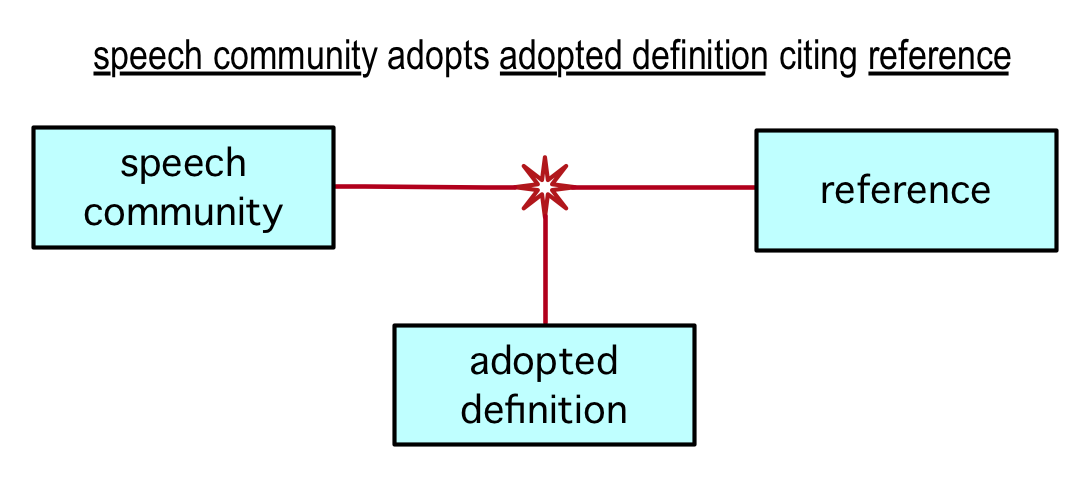 speech community adopts adopted definition citing reference
speech
community
reference
adopted
definition